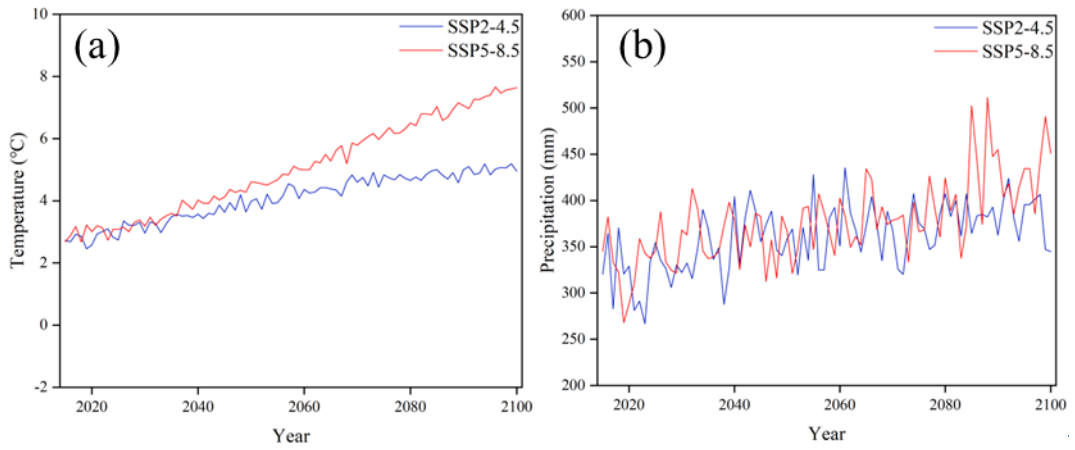 (a)
SSP2-4.5
SSP5-8.5
10
8
6
4
2
0
-2
Temperature (°C)
2020 2040 2060 2080 2100
Year
(b)
SSP2-4.5
SSP5-8.5
600
550
500
450
400
350
300
250
200
Precipitation (mm)
2020 2040 2060 2080 2100
Year